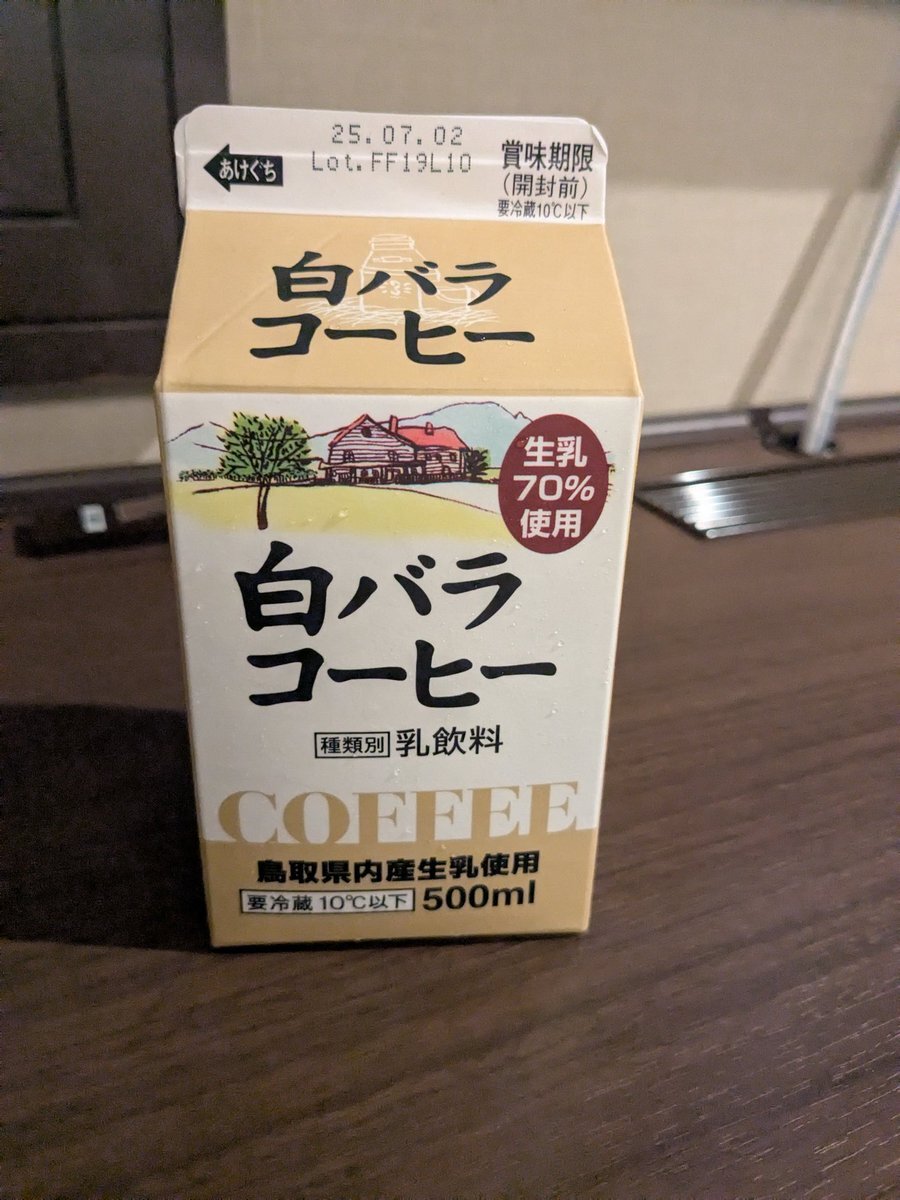 25.07.02
Lot.FF19L10
あけぐち
賞味期限
(開封前)
要冷蔵10℃以下
白バラ
コーヒー
生乳
70%
使用
白バラ
コーヒー
種類別 乳飲料
COFFEE
鳥取県内産生乳使用
要冷蔵10℃以下 500ml